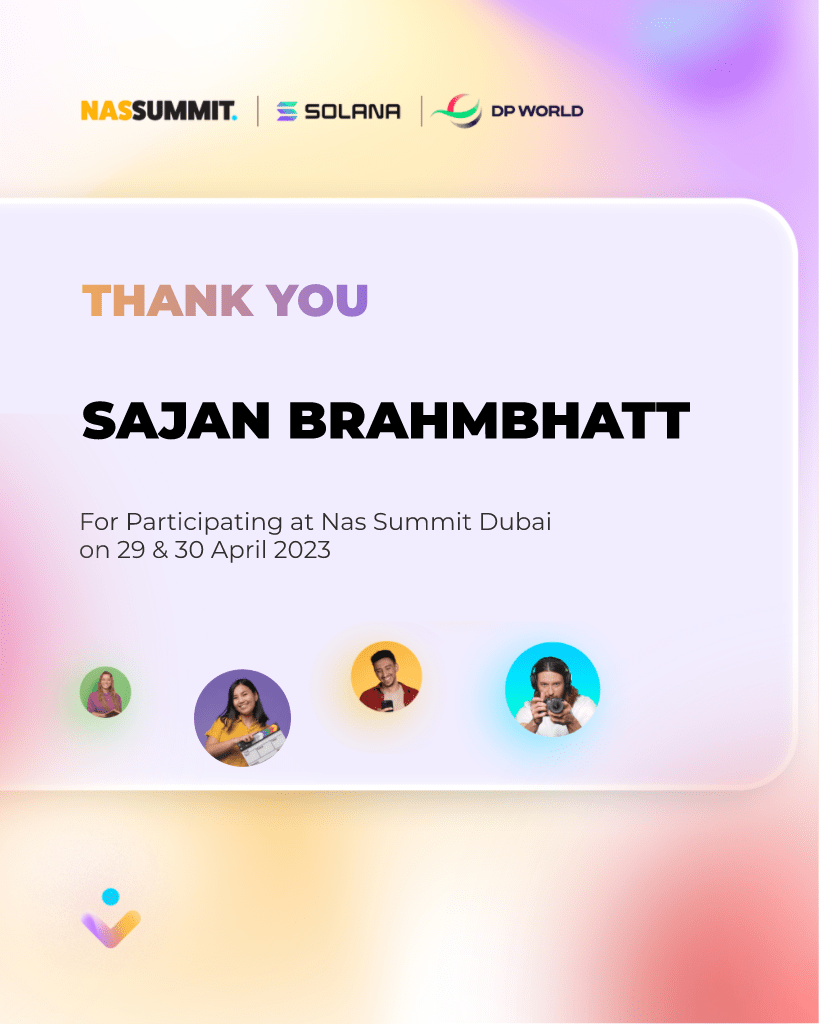 NASSUMMIT. | SOLANA | DP WORLD
THANK YOU
SAJAN BRAHMBHATT
For Participating at Nas Summit Dubai
on 29 & 30 April 2023